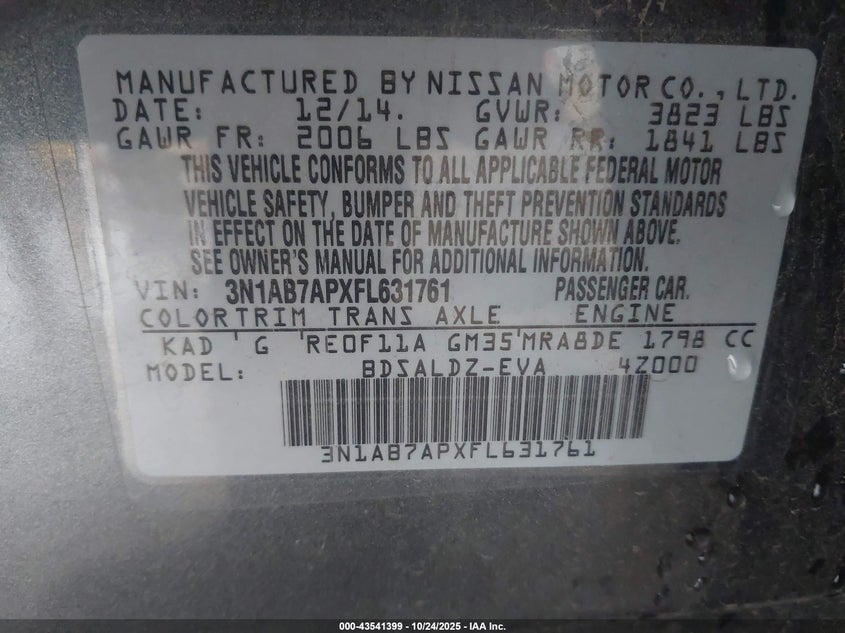 MANUFACTURED BY NISSAN MOTOR CO., LTD.
DATE: 12/14. GVWR: 3823 LBS
GAWR FR: 2006 LBS GAWR RR: 1841 LBS
THIS VEHICLE CONFORMS TO ALL APPLICABLE FEDERAL MOTOR
VEHICLE SAFETY, BUMPER AND THEFT PREVENTION STANDARDS
IN EFFECT ON THE DATE OF MANUFACTURE SHOWN ABOVE.
SEE OWNER'S MANUAL FOR ADDITIONAL INFORMATION.
VIN: 3N1AB7APXFL631761 PASSENGER CAR.
COLORTRIM TRANS AXLE ENGINE
KAD ' G 'RE0F11A GM35'MRA8DE 1798 CC
MODEL: BDSALDZ-EVA 4Z000
3N1AB7APXFL631761
000-43541399 | 10/24/2025 - IAA Inc.